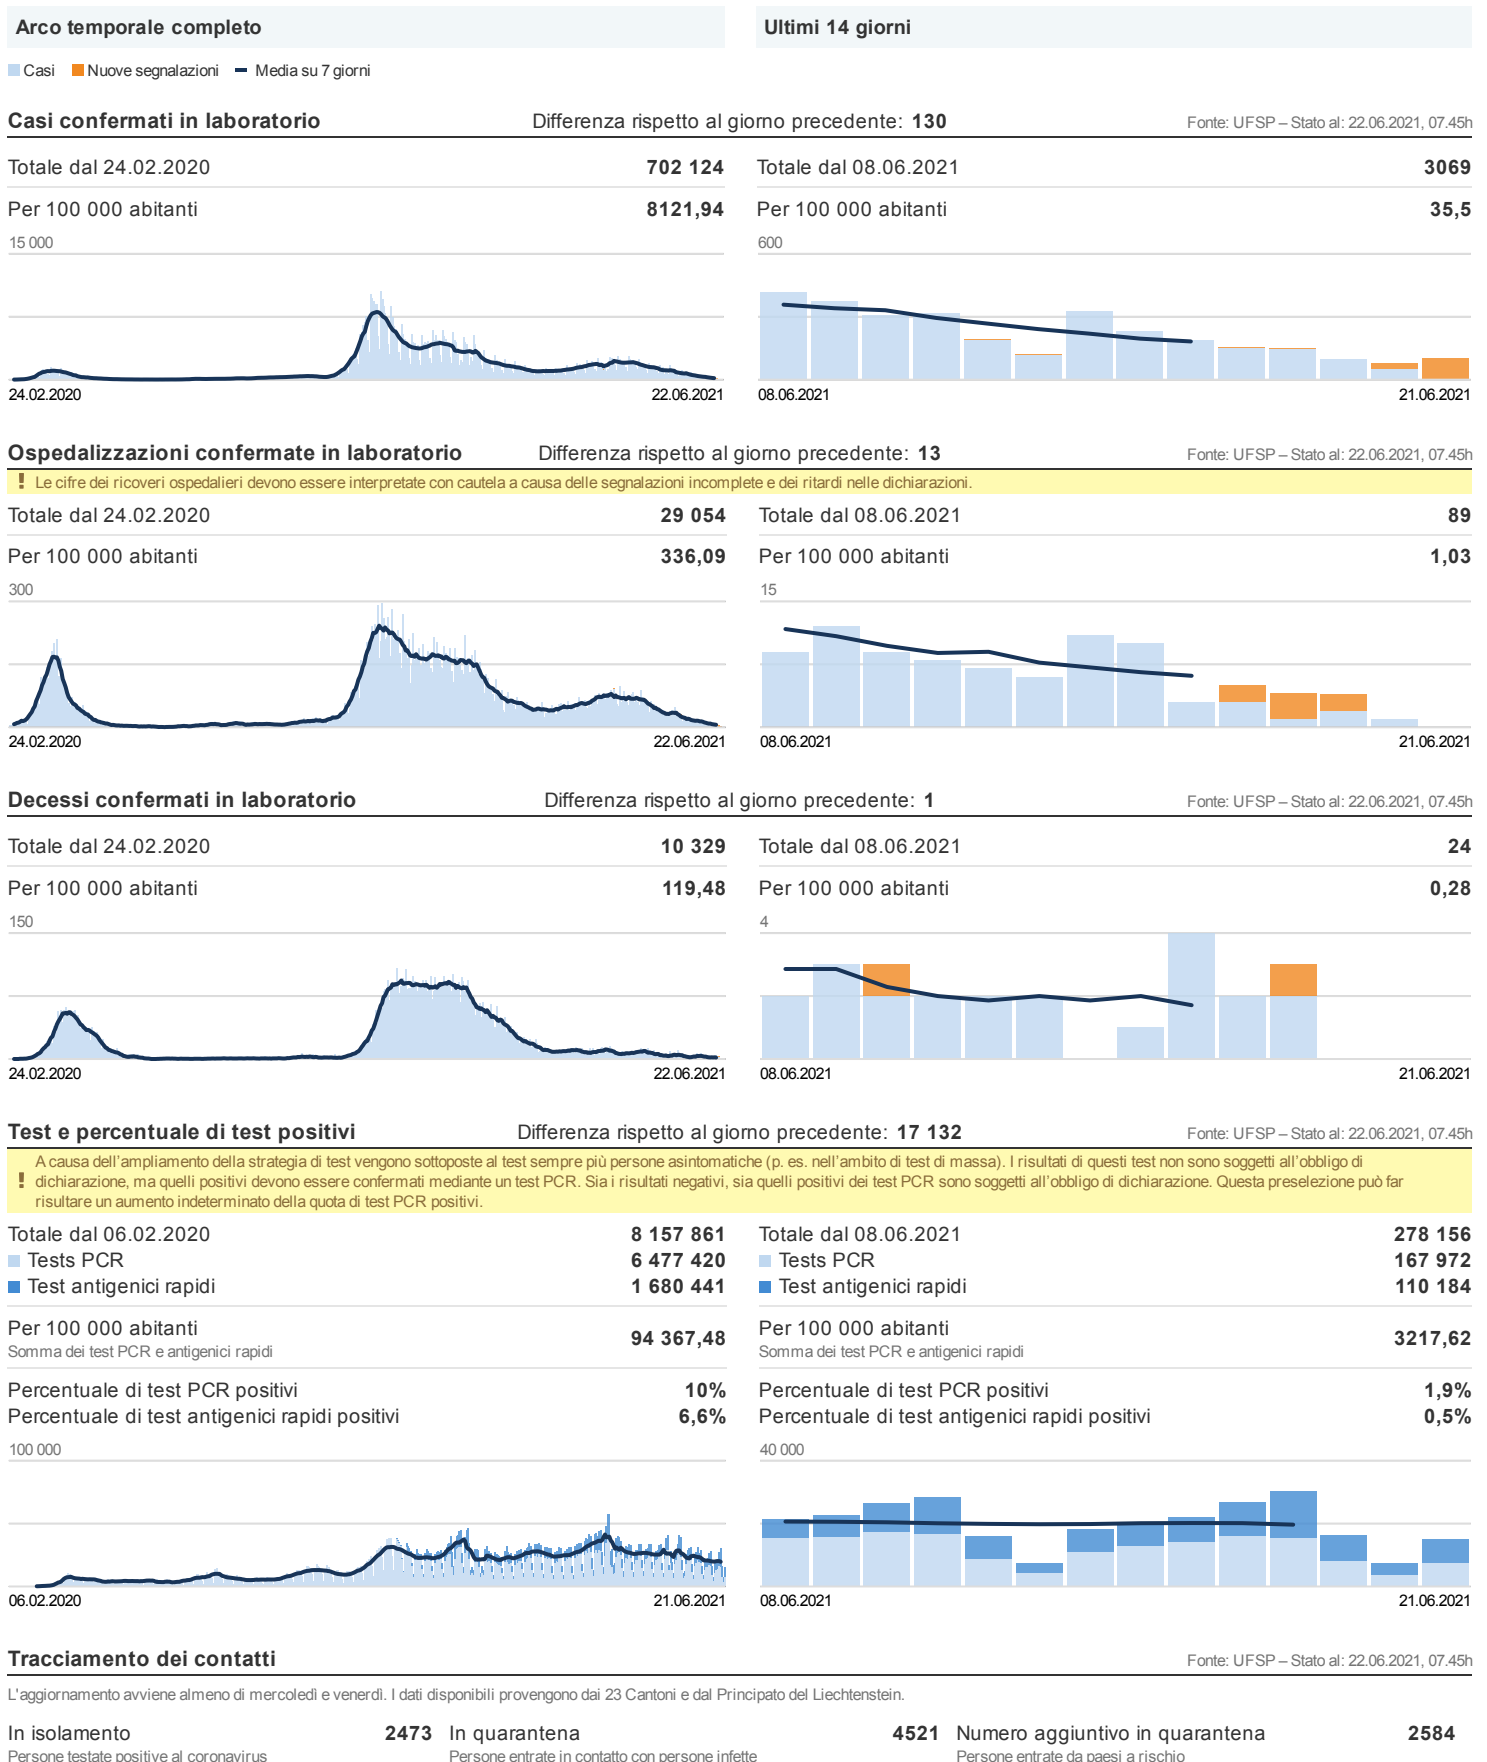 Arco temporale completo
Ultimi 14 giorni
Casi Nuove segnalazioni Media su 7 giorni
Casi confermati in laboratorio Differenza rispetto al giorno precedente: 130 Fonte: UFSP – Stato al: 22.06.2021, 07.45h
Totale dal 24.02.2020 702 124
Per 100 000 abitanti 8121,94
15 000
24.02.2020 22.06.2021
Totale dal 08.06.2021 3069
Per 100 000 abitanti 35,5
600
08.06.2021 21.06.2021
Ospedalizzazioni confermate in laboratorio Differenza rispetto al giorno precedente: 13 Fonte: UFSP – Stato al: 22.06.2021, 07.45h
! Le cifre dei ricoveri ospedalieri devono essere interpretate con cautela a causa delle segnalazioni incomplete e dei ritardi nelle dichiarazioni.
Totale dal 24.02.2020 29 054
Per 100 000 abitanti 336,09
300
24.02.2020 22.06.2021
Totale dal 08.06.2021 89
Per 100 000 abitanti 1,03
15
08.06.2021 21.06.2021
Decessi confermati in laboratorio Differenza rispetto al giorno precedente: 1 Fonte: UFSP – Stato al: 22.06.2021, 07.45h
Totale dal 24.02.2020 10 329
Per 100 000 abitanti 119,48
150
24.02.2020 22.06.2021
Totale dal 08.06.2021 24
Per 100 000 abitanti 0,28
4
08.06.2021 21.06.2021
Test e percentuale di test positivi Differenza rispetto al giorno precedente: 17 132 Fonte: UFSP – Stato al: 22.06.2021, 07.45h
A causa dell'ampliamento della strategia di test vengono sottoposte al test sempre più persone asintomatiche (p. es. nell'ambito di test di massa). I risultati di questi test non sono soggetti all'obbligo di
! dichiarazione, ma quelli positivi devono essere confermati mediante un test PCR. Sia i risultati negativi, sia quelli positivi dei test PCR sono soggetti all'obbligo di dichiarazione. Questa preselezione può far
risultare un aumento indeterminato della quota di test PCR positivi.
Totale dal 06.02.2020 8 157 861
Tests PCR 6 477 420
Test antigenici rapidi 1 680 441
Per 100 000 abitanti 94 367,48
Somma dei test PCR e antigenici rapidi
Percentuale di test PCR positivi 10%
Percentuale di test antigenici rapidi positivi 6,6%
100 000
06.02.2020 21.06.2021
Totale dal 08.06.2021 278 156
Tests PCR 167 972
Test antigenici rapidi 110 184
Per 100 000 abitanti 3217,62
Somma dei test PCR e antigenici rapidi
Percentuale di test PCR positivi 1,9%
Percentuale di test antigenici rapidi positivi 0,5%
40 000
08.06.2021 21.06.2021
Tracciamento dei contatti Fonte: UFSP – Stato al: 22.06.2021, 07.45h
L'aggiornamento avviene almeno di mercoledì e venerdì. I dati disponibili provengono dai 23 Cantoni e dal Principato del Liechtenstein.
In isolamento 2473
Persone testate positive al coronavirus
In quarantena 4521
Persone entrate in contatto con persone infette
Numero aggiuntivo in quarantena 2584
Persone entrate da paesi a rischio